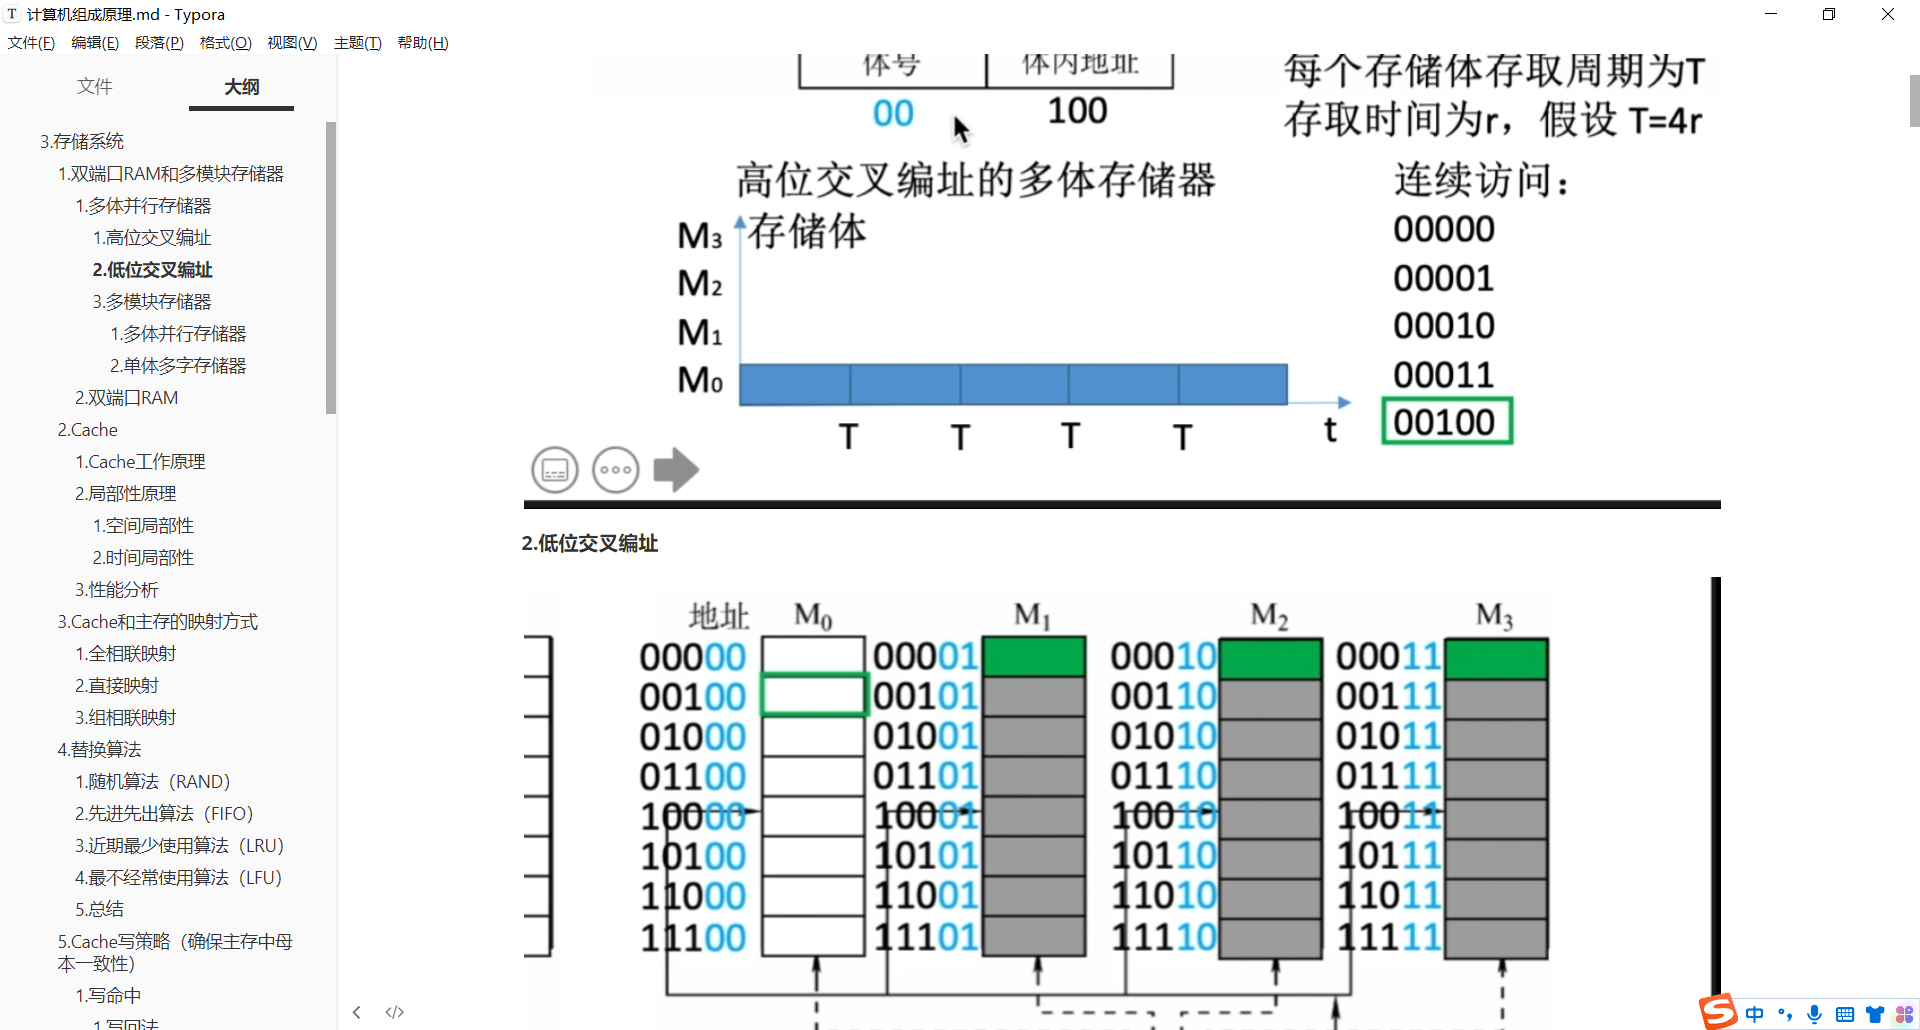 计算机组成原理.md - Typora
文件(F) 编辑(E) 段落(P) 格式(O) 视图(V) 主题(T) 帮助(H)
文件 大纲
3.存储系统
1.双端口RAM和多模块存储器
1.多体并行存储器
1.高位交叉编址
2.低位交叉编址
3.多模块存储器
1.多体并行存储器
2.单体多字存储器
2.双端口RAM
2.Cache
1.Cache工作原理
2.局部性原理
1.空间局部性
2.时间局部性
3.性能分析
3.Cache和主存的映射方式
1.全相联映射
2.直接映射
3.组相联映射
4.替换算法
1.随机算法（RAND）
2.先进先出算法（FIFO）
3.近期最少使用算法（LRU）
4.最不经常使用算法（LFU）
5.总结
5.Cache写策略（确保主存中母
本一致性）
1.写命中
1.写回法
体号 体内地址
00 100
每个存储体存取周期为T
存取时间为r，假设 T=4r
高位交叉编址的多体存储器
存储体
M3
M2
M1
M0
T T T T t
连续访问：
00000
00001
00010
00011
00100
2.低位交叉编址
地址 M0 M1 M2 M3
00000 00001 00010 00011
00100 00101 00110 00111
01000 01001 01010 01011
01100 01101 01110 01111
10000 10001 10010 10011
10100 10101 10110 10111
11000 11001 11010 11011
11100 11101 11110 11111
中